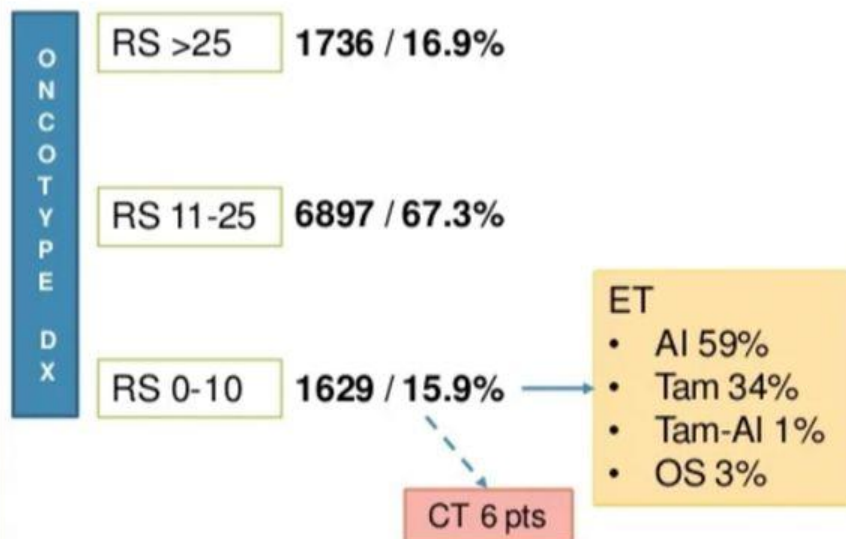 ONCOTYPE DX
RS >25 1736 / 16.9%
RS 11-25 6897 / 67.3%
RS 0-10 1629 / 15.9%
ET
• AI 59%
• Tam 34%
• Tam-AI 1%
• OS 3%
CT 6 pts